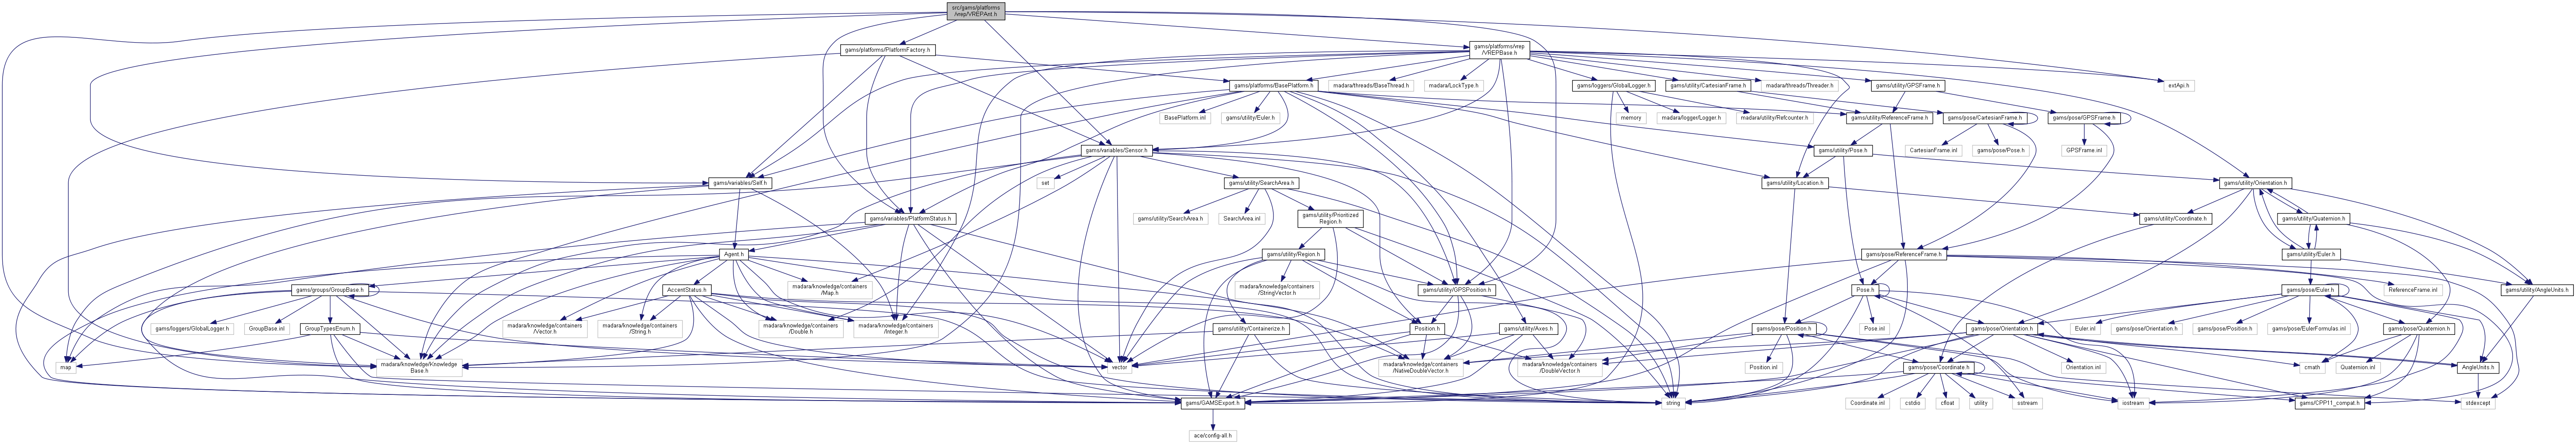 src/gams/platforms
/vrep/VREPAnt.h
gams/platforms/PlatformFactory.h
gams/platforms/vrep
/VREPBase.h
gams/platforms/BasePlatform.h
madara/threads/BaseThread.h
madara/LockType.h
gams/loggers/GlobalLogger.h
gams/utility/CartesianFrame.h
madara/threads/Threader.h
gams/utility/GPSFrame.h
extApi.h
BasePlatform.inl
gams/utility/Euler.h
memory
madara/logger/Logger.h
madara/utility/Refcounter.h
gams/utility/ReferenceFrame.h
gams/pose/CartesianFrame.h
gams/pose/GPSFrame.h
gams/variables/Sensor.h
gams/utility/Pose.h
CartesianFrame.inl
gams/pose/Pose.h
GPSFrame.inl
gams/variables/Self.h
set
gams/utility/SearchArea.h
gams/utility/Location.h
gams/utility/Orientation.h
gams/variables/PlatformStatus.h
gams/utility/SearchArea.h
SearchArea.inl
gams/utility/Prioritized
Region.h
gams/utility/Coordinate.h
gams/utility/Quaternion.h
Agent.h
gams/utility/Region.h
gams/pose/ReferenceFrame.h
gams/utility/Euler.h
gams/groups/GroupBase.h
AccentStatus.h
madara/knowledge/containers
/Map.h
madara/knowledge/containers
/StringVector.h
gams/utility/GPSPosition.h
Pose.h
ReferenceFrame.inl
gams/pose/Euler.h
gams/utility/AngleUnits.h
gams/loggers/GlobalLogger.h
GroupBase.inl
GroupTypesEnum.h
madara/knowledge/containers
/Vector.h
madara/knowledge/containers
/String.h
madara/knowledge/containers
/Double.h
madara/knowledge/containers
/Integer.h
gams/utility/Containerize.h
Position.h
gams/utility/Axes.h
gams/pose/Position.h
Pose.inl
gams/pose/Orientation.h
Euler.inl
gams/pose/Orientation.h
gams/pose/Position.h
gams/pose/EulerFormulas.inl
gams/pose/Quaternion.h
map
madara/knowledge/Knowledge
Base.h
vector
madara/knowledge/containers
/NativeDoubleVector.h
madara/knowledge/containers
/DoubleVector.h
Position.inl
gams/pose/Coordinate.h
Orientation.inl
cmath
Quaternion.inl
AngleUnits.h
gams/GAMSExport.h
string
Coordinate.inl
cstdio
cfloat
utility
sstream
iostream
gams/CPP11_compat.h
stdexcept
ace/config-all.h